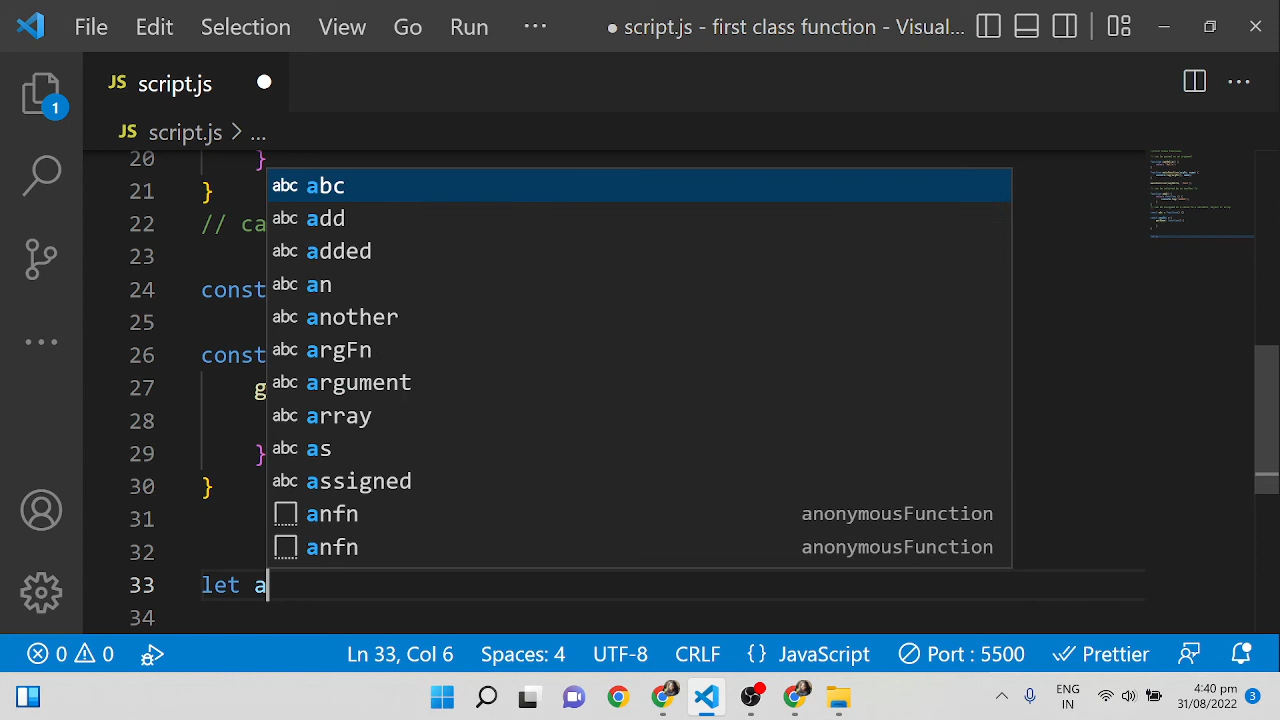 File Edit Selection View Go Run ··· ● script.js - first class function - Visual...
JS script.js
JS script.js > ...
1
20 }
21 }
22 // ca
23
24 const
25
26 const
27 g
28
29 }
30 }
31
32
33 let a
34
abc abc
abc add
abc added
abc an
abc another
abc argFn
abc argument
abc array
abc as
abc assigned
anfn anonymousFunction
anfn anonymousFunction
0 0 Ln 33, Col 6 Spaces: 4 UTF-8 CRLF {} JavaScript Port : 5500 Prettier
ENG
IN
4:40 pm
31/08/2022
3